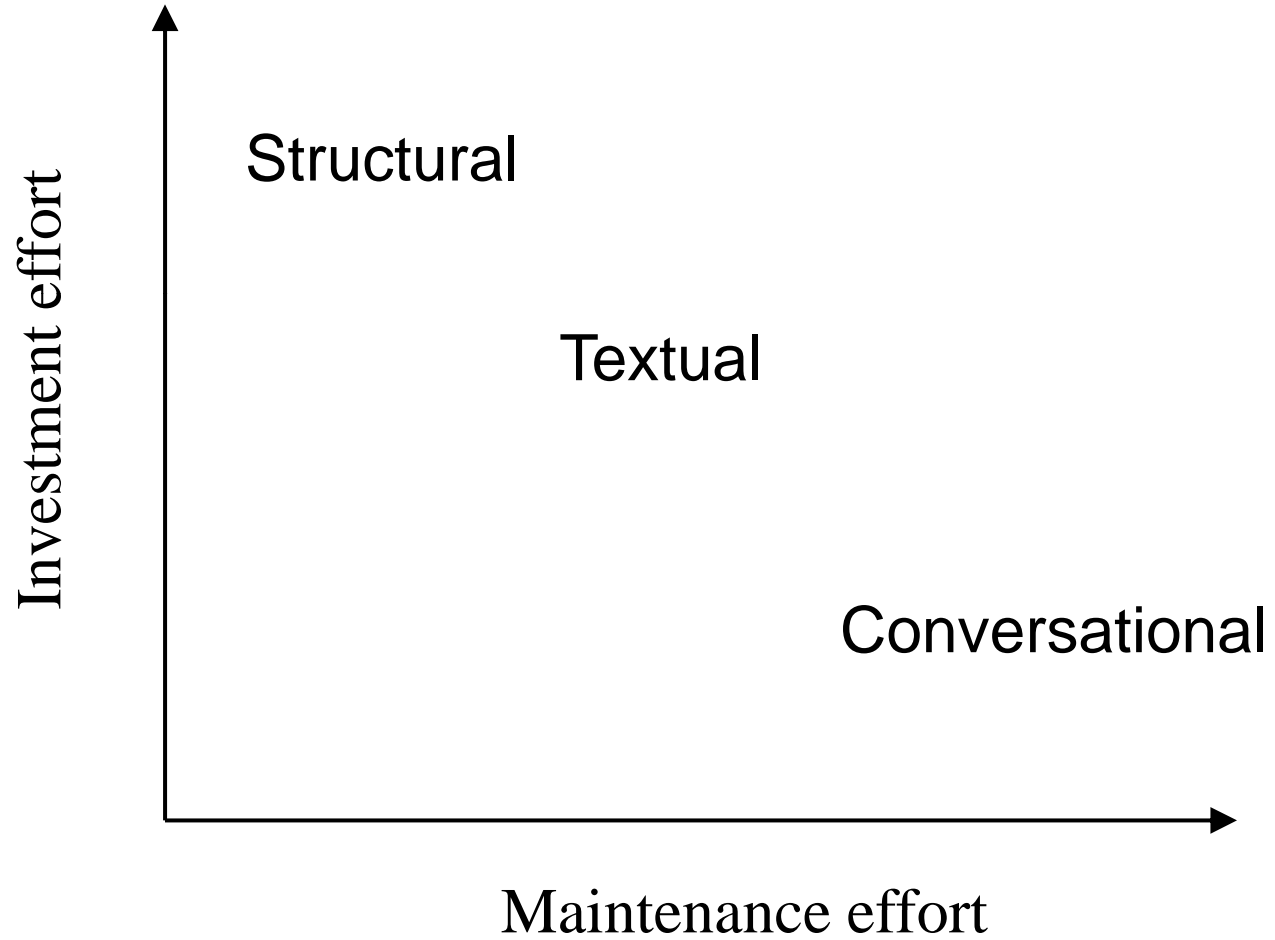 Structural
Investment effort
Textual
Conversational
Maintenance effort